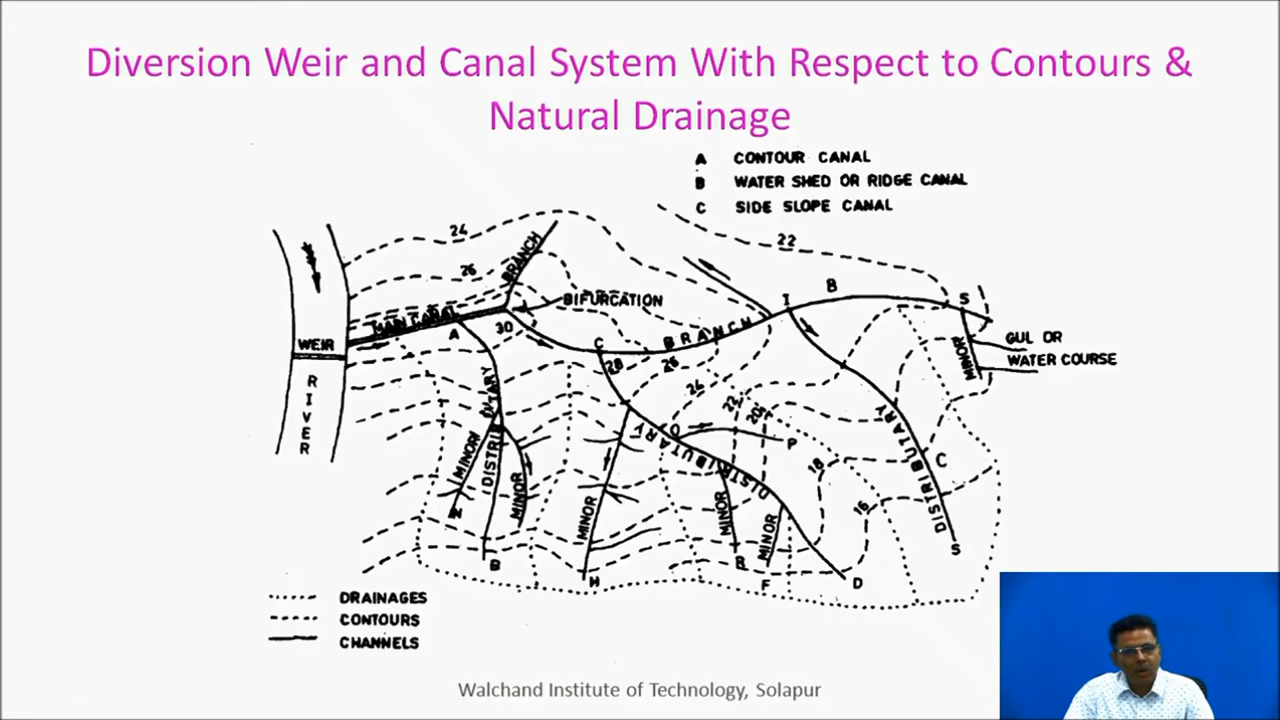 Diversion Weir and Canal System With Respect to Contours &
Natural Drainage
A CONTOUR CANAL
B WATER SHED OR RIDGE CANAL
C SIDE SLOPE CANAL
24
22
26
BRANCH
BIFURCATION
I
B
S
MAIN CANAL
A
30
C
BRANCH
GUL OR
WATER COURSE
MINOR
WEIR
RIVER
28
26
24
22
20
DISTRIBUTARY
MINOR
MINOR
DISTRIBUTARY
P
18
16
DISTRIBUTARY
C
MINOR
MINOR
MINOR
S
B
H
F
D
DRAINAGES
CONTOURS
CHANNELS
Walchand Institute of Technology, Solapur